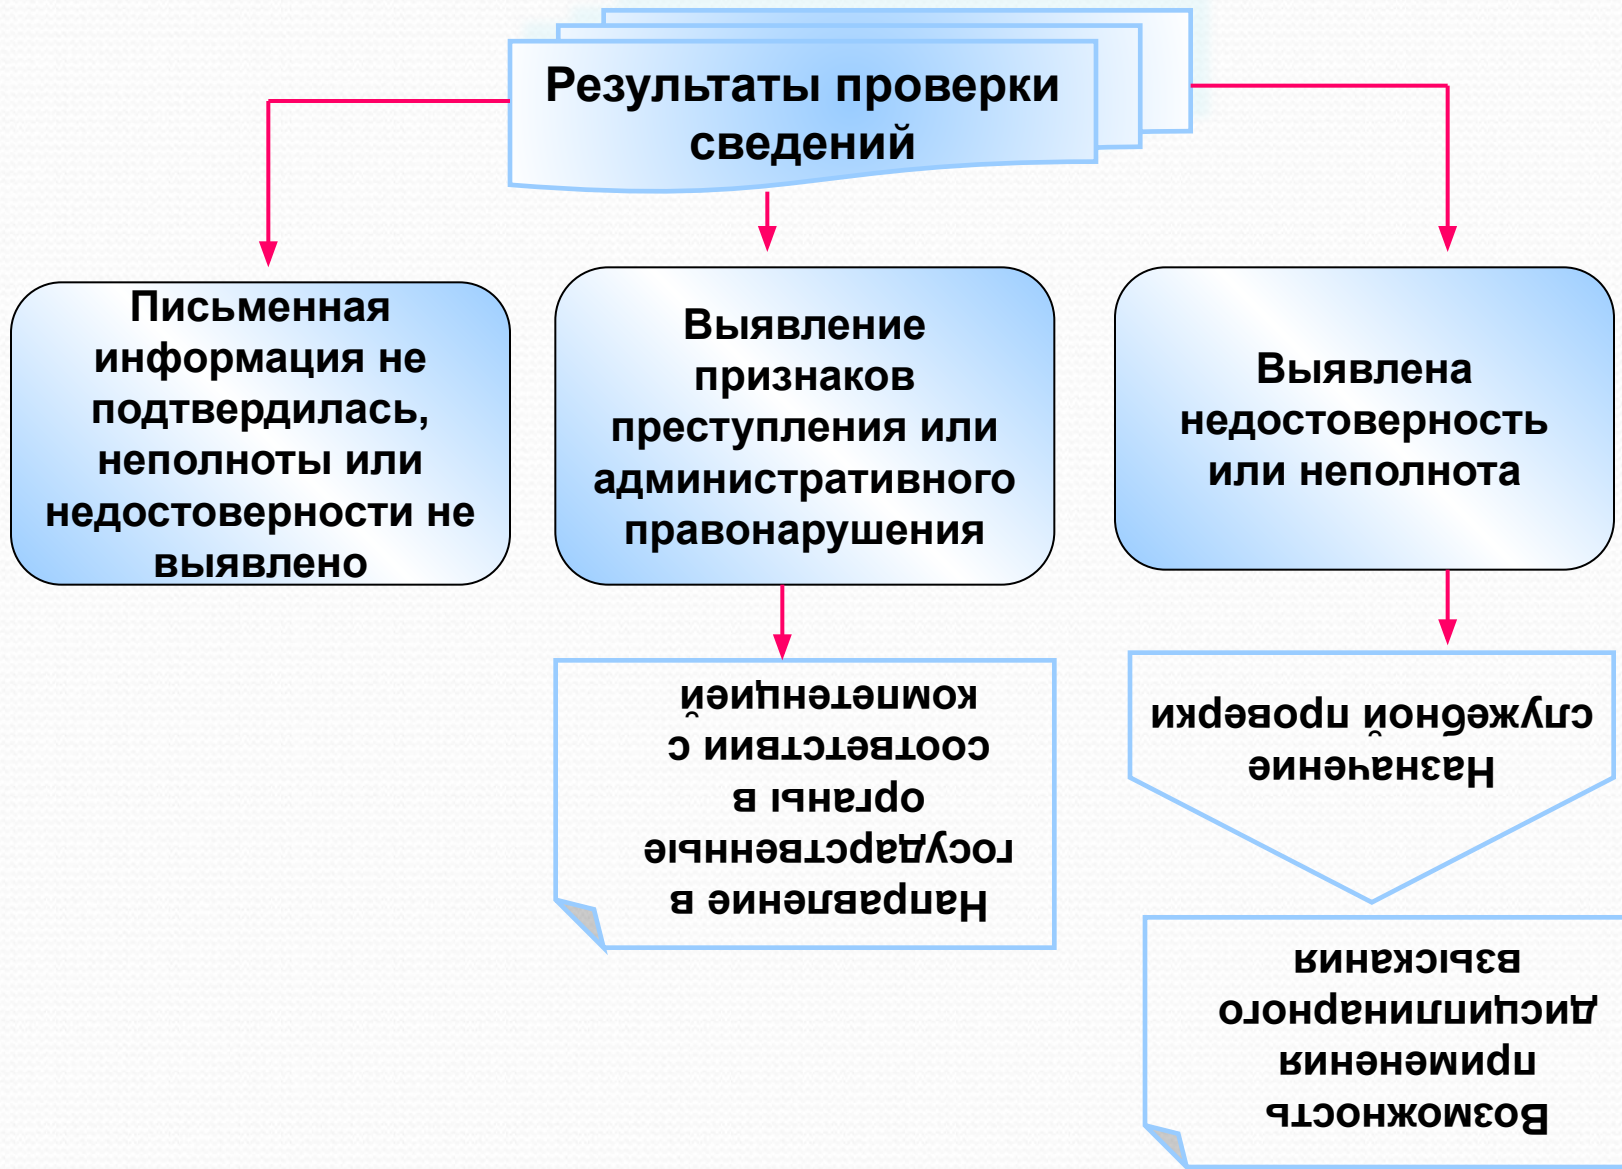 Результаты проверки
сведений
Письменная
информация не
подтвердилась,
неполноты или
недостоверности не
выявлено
Выявление
признаков
преступления или
административного
правонарушения
Выявлена
недостоверность
или неполнота
Направление в
государственные
органы в
соответствии с
компетенцией
Назначение
служебной проверки
Возможность
применения
дисциплинарного
взыскания